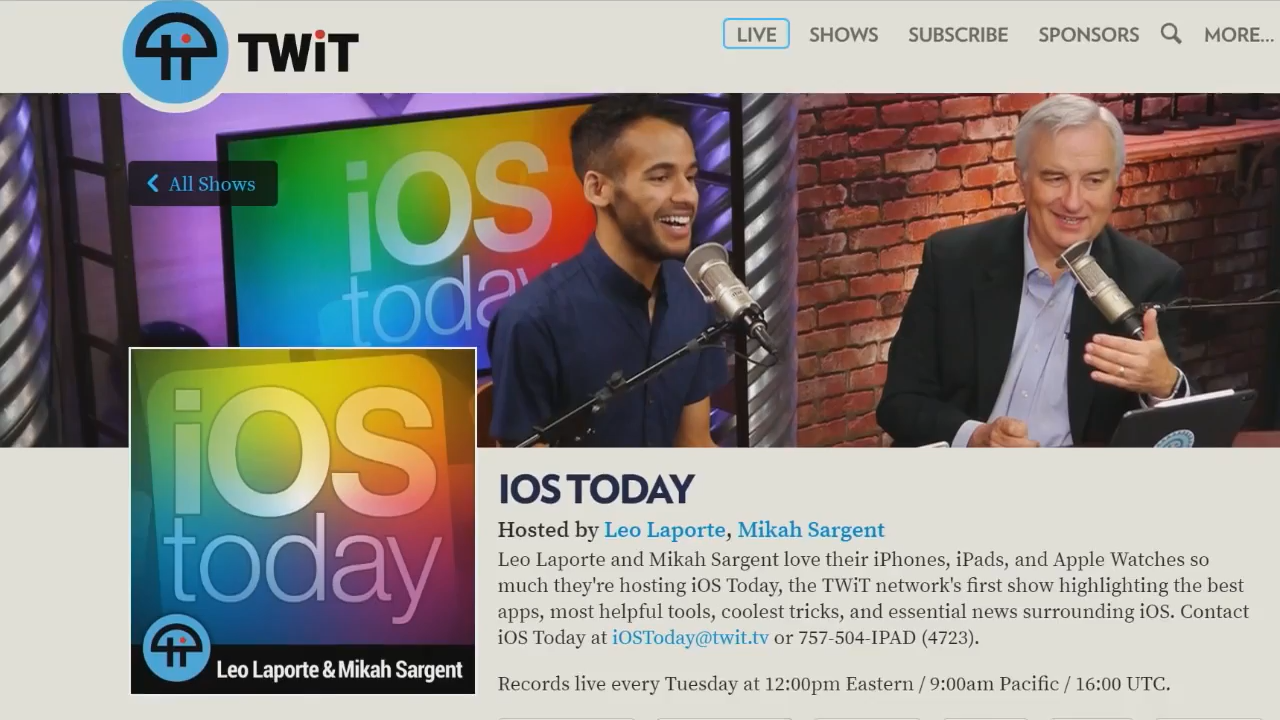 TWiT
LIVE
SHOWS
SUBSCRIBE
SPONSORS
MORE...
All Shows
iOS
today
iOS
today
Leo Laporte & Mikah Sargent
IOS TODAY
Hosted by Leo Laporte, Mikah Sargent
Leo Laporte and Mikah Sargent love their iPhones, iPads, and Apple Watches so
much they're hosting iOS Today, the TWiT network's first show highlighting the best
apps, most helpful tools, coolest tricks, and essential news surrounding iOS. Contact
iOS Today at iOSToday@twit.tv or 757-504-IPAD (4723).
Records live every Tuesday at 12:00pm Eastern / 9:00am Pacific / 16:00 UTC.